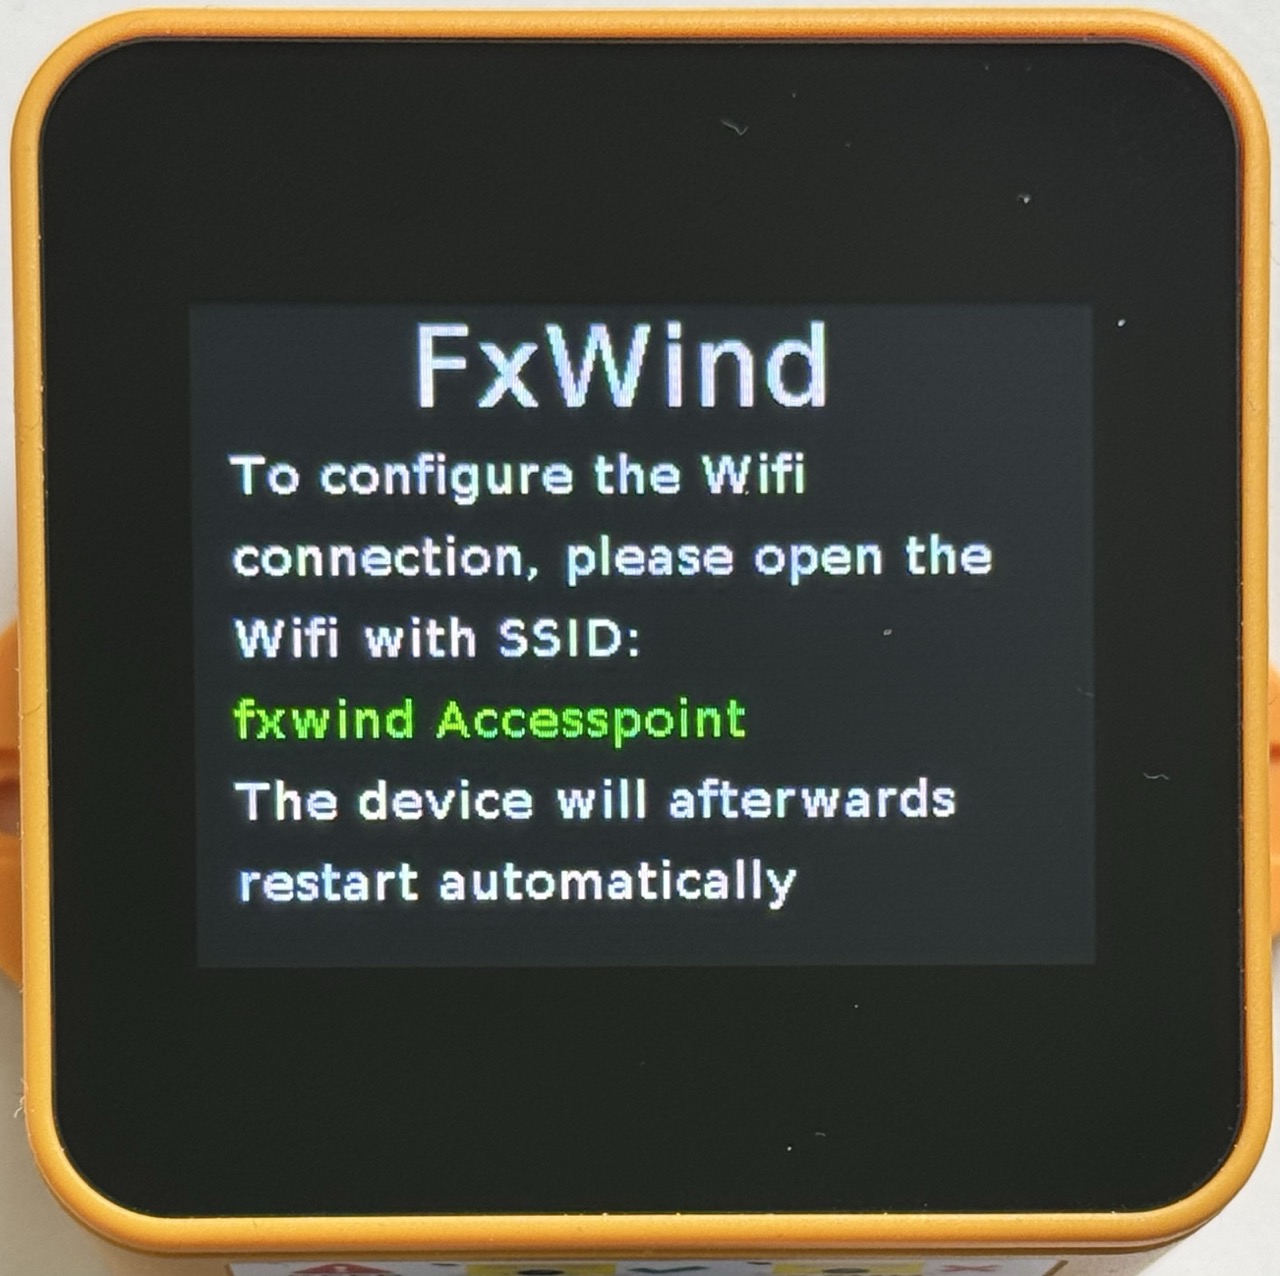 FxWind
To configure the Wifi
connection, please open the
Wifi with SSID:
fxwind Accesspoint
The device will afterwards
restart automatically